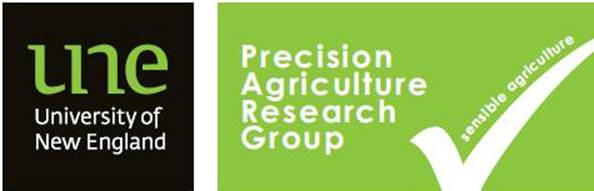 une
University of
New England
Precision
Agriculture
Research
Group
sensible agriculture